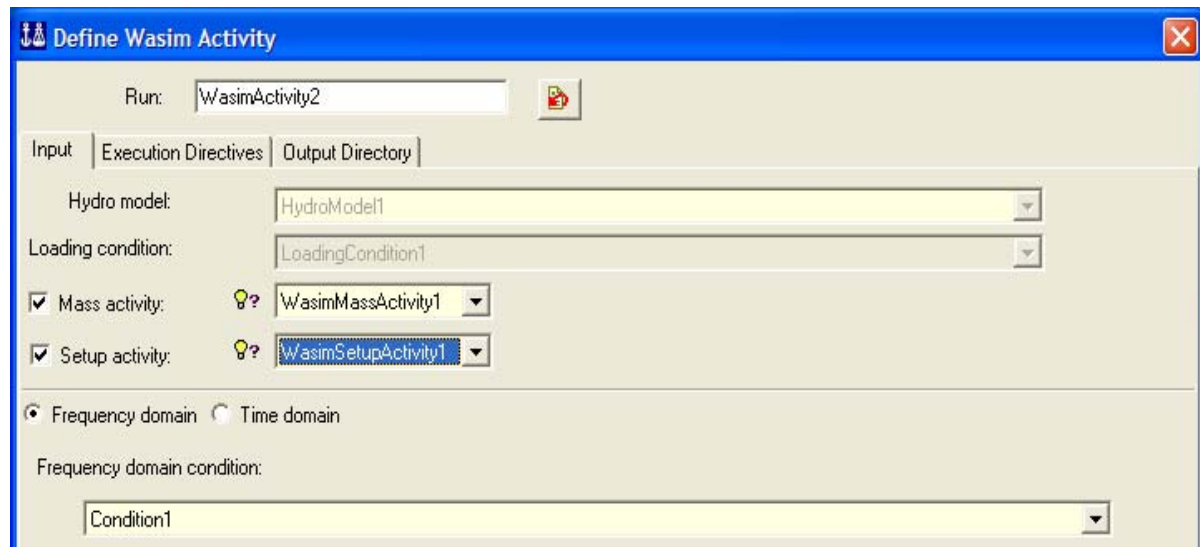 Define Wasim Activity
Run: WasimActivity2
Input Execution Directives Output Directory
Hydro model: HydroModel1
Loading condition: LoadingCondition1
Mass activity: ? WasimMassActivity1
Setup activity: ? WasimSetupActivity1
Frequency domain Time domain
Frequency domain condition:
Condition1